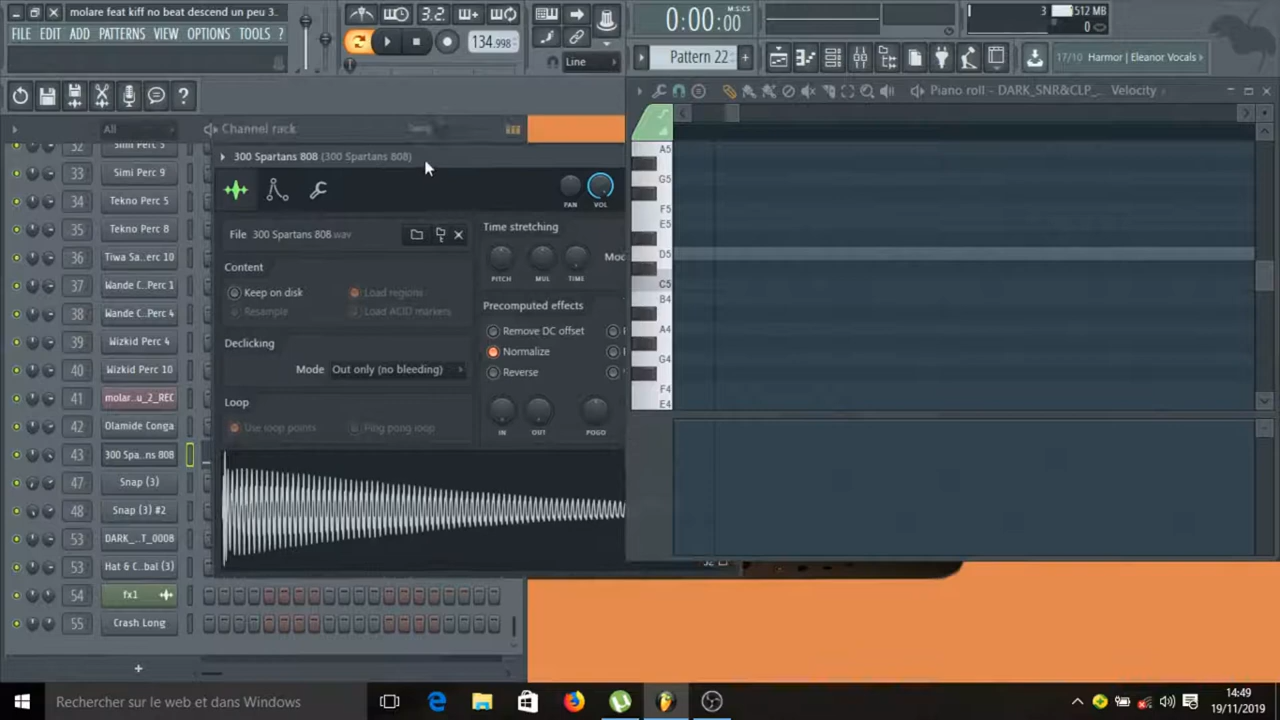 molare feat kiff no beat descend un peu 3..
FILE EDIT ADD PATTERNS VIEW OPTIONS TOOLS ?
3.2
134.998
Line
0:00:00
M:S:CS
3
512 MB
0
Pattern 22
17/10 Harmor | Eleanor Vocals
?
Piano roll - DARK_SNR&CLP_... Velocity
All
Channel rack
Swing
300 Spartans 808 (300 Spartans 808)
PAN VOL
File 300 Spartans 808.wav
Time stretching
PITCH MUL TIME
Content
Keep on disk
Load regions
Resample
Load ACID markers
Precomputed effects
Remove DC offset
Normalize
Reverse
IN OUT POGO
Declicking
Mode Out only (no bleeding)
Loop
Use loop points
Ping pong loop
32 Simi Perc 5
33 Simi Perc 9
34 Tekno Perc 5
35 Tekno Perc 8
36 Tiwa Sa...erc 10
37 Wande C...Perc 1
38 Wande C...Perc 4
39 Wizkid Perc 4
40 Wizkid Perc 10
41 molar...u_2_REC
42 Olamide Conga
43 300 Spa...ns 808
47 Snap (3)
48 Snap (3) #2
53 DARK_...T_0008
53 Hat & C...bal (3)
54 fx1
55 Crash Long
+
A5
G5
F5
E5
D5
C5
B4
A4
G4
F4
E4
Rechercher sur le web et dans Windows
14:49
19/11/2019